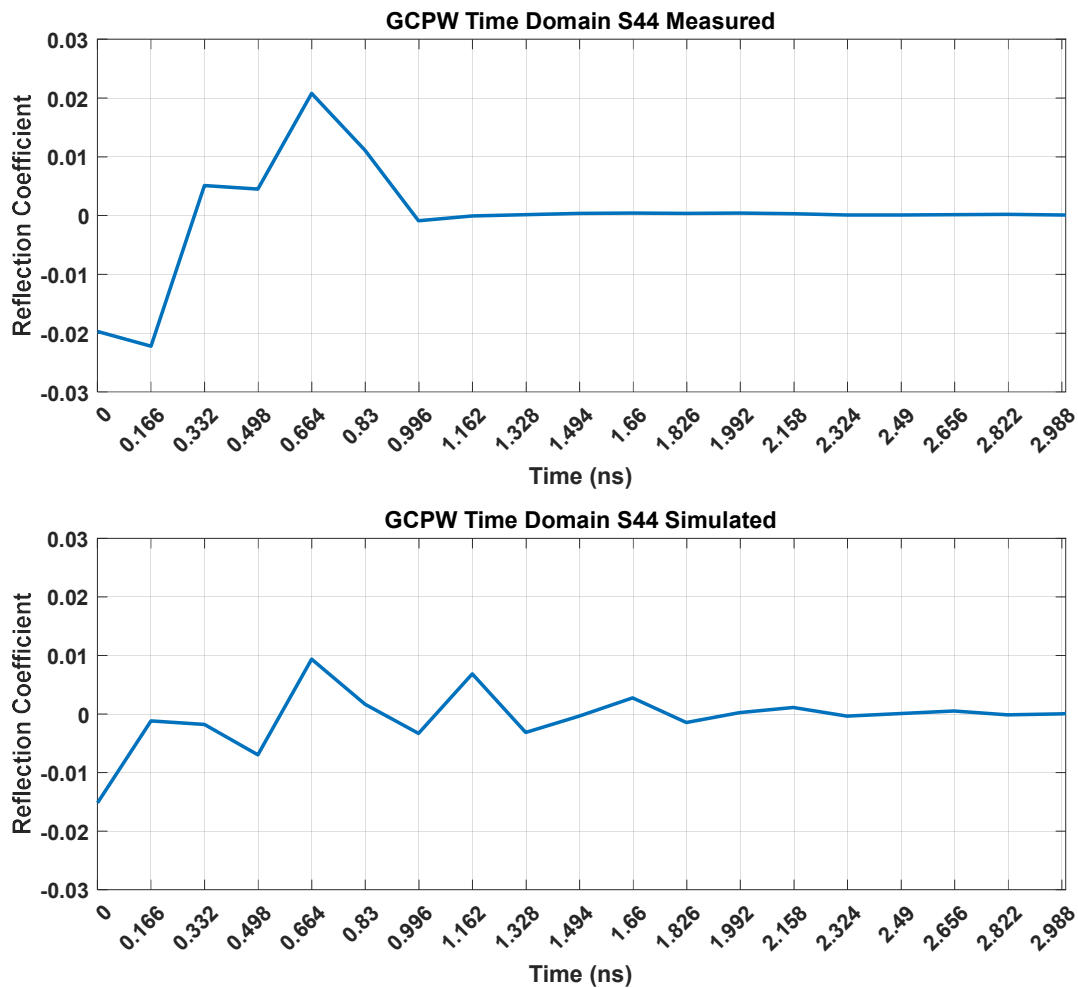 GCPW Time Domain S44 Measured
0.03
0.02
0.01
0
-0.01
-0.02
-0.03
Reflection Coefficient
0 0.166 0.332 0.498 0.664 0.83 0.996 1.162 1.328 1.494 1.66 1.826 1.992 2.158 2.324 2.49 2.656 2.822 2.988
Time (ns)
GCPW Time Domain S44 Simulated
0.03
0.02
0.01
0
-0.01
-0.02
-0.03
Reflection Coefficient
0 0.166 0.332 0.498 0.664 0.83 0.996 1.162 1.328 1.494 1.66 1.826 1.992 2.158 2.324 2.49 2.656 2.822 2.988
Time (ns)